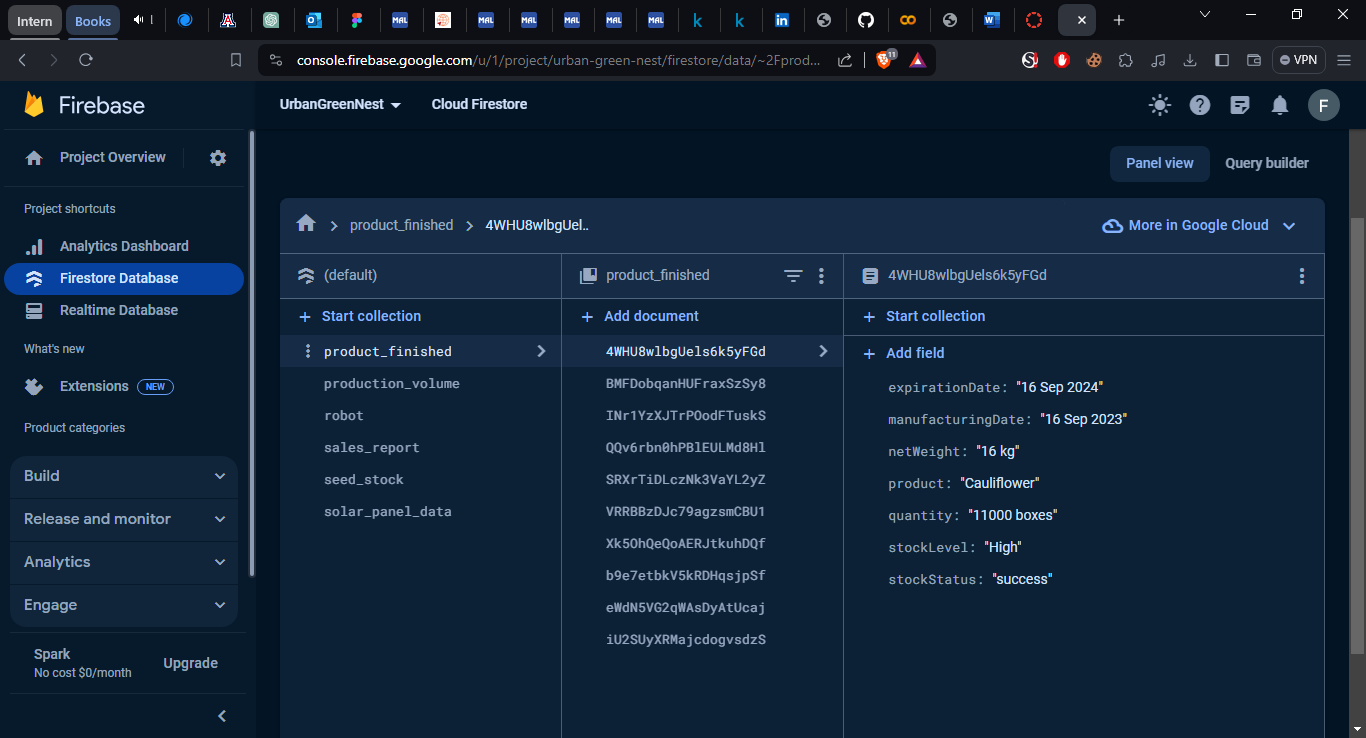 Intern
Books
MAL
MAL
MAL
MAL
MAL
MAL
k
k
in
console.firebase.google.com/u/1/project/urban-green-nest/firestore/data/~2Fprod...
11
VPN
Firebase
UrbanGreenNest
Cloud Firestore
F
Project Overview
Panel view
Query builder
Project shortcuts
product_finished
4WHU8wlbgUel..
More in Google Cloud
Analytics Dashboard
Firestore Database
Realtime Database
What's new
Extensions
NEW
Product categories
Build
Release and monitor
Analytics
Engage
Spark
No cost $0/month
Upgrade
(default)
Start collection
product_finished
production_volume
robot
sales_report
seed_stock
solar_panel_data
product_finished
Add document
4WHU8wlbgUels6k5yFGd
BMFDobqanHUFraxSzSy8
INr1YzXJTrPOodFTuskS
QQv6rbn0hPBlEULMd8Hl
SRXrTiDLczNk3VaYL2yZ
VRRBBzDJc79agzsmCBU1
Xk5OhQeQoAERJtkuhDQf
b9e7etbkV5kRDHqsjpSf
eWdN5VG2qWAsDyAtUcaj
iU2SUyXRMajcdogvsdzS
4WHU8wlbgUels6k5yFGd
Start collection
Add field
expirationDate: "16 Sep 2024"
manufacturingDate: "16 Sep 2023"
netWeight: "16 kg"
product: "Cauliflower"
quantity: "11000 boxes"
stockLevel: "High"
stockStatus: "success"